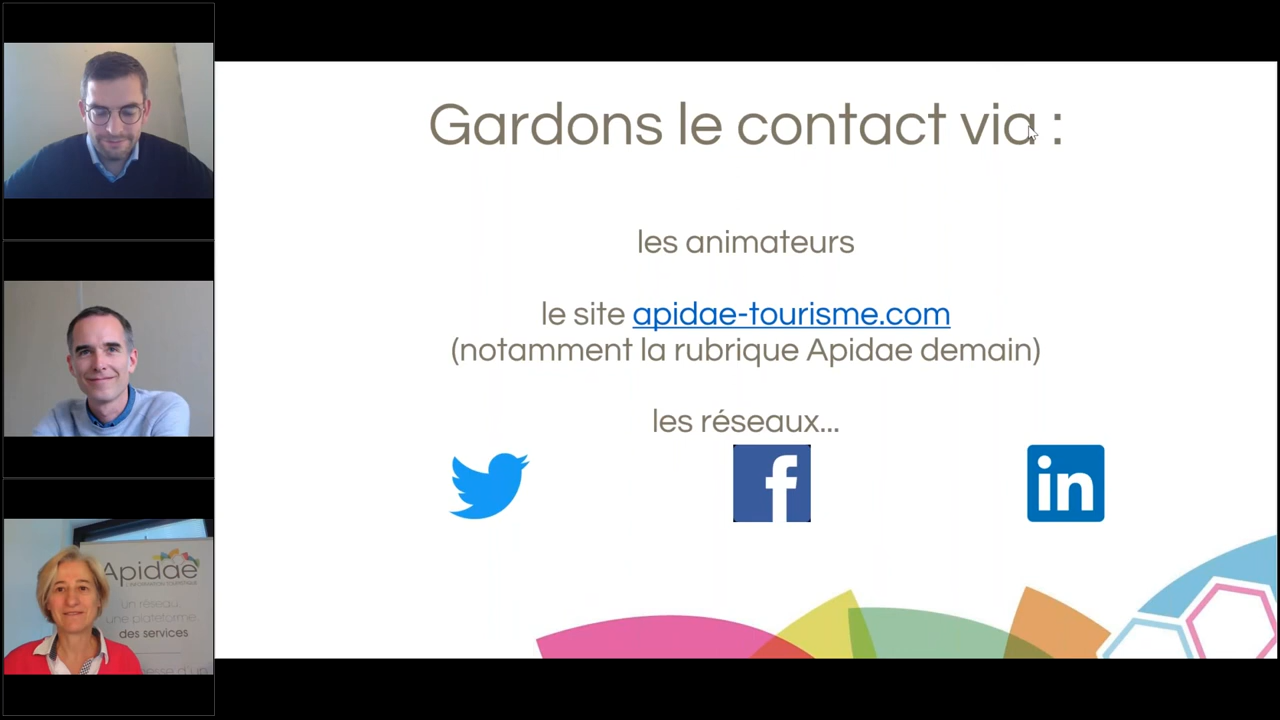 Gardons le contact via :
les animateurs
le site apidae-tourisme.com
(notamment la rubrique Apidae demain)
les réseaux...
in
Apidae
un réseau,
une plateforme,
des services